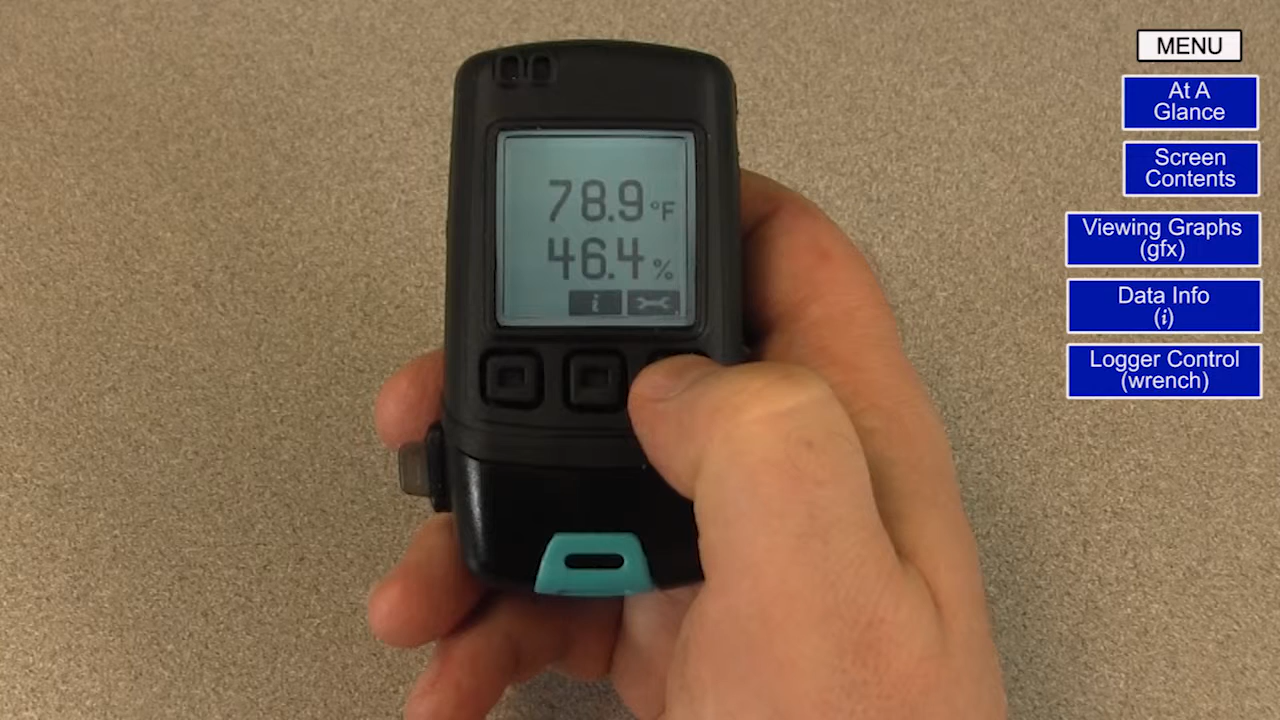 78.9 °F
46.4 %
i
MENU
At A
Glance
Screen
Contents
Viewing Graphs
(gfx)
Data Info
(i)
Logger Control
(wrench)